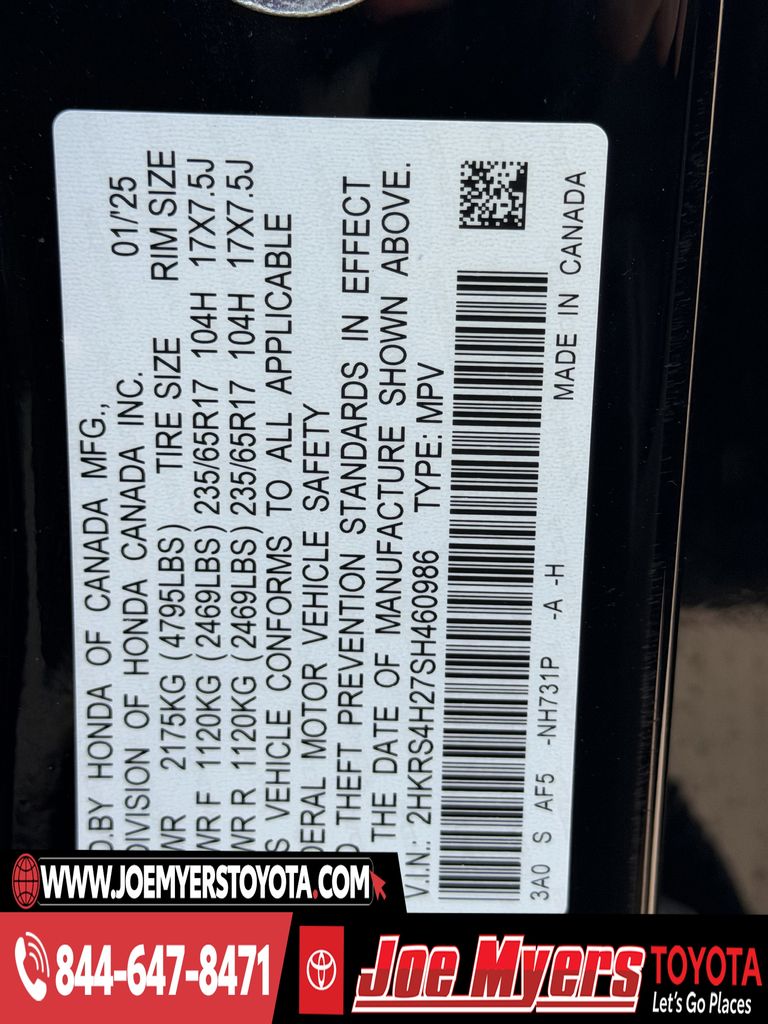 D.BY HONDA OF CANADA MFG.,
DIVISION OF HONDA CANADA INC. 01/'25
WR 2175KG (4795LBS) TIRE SIZE RIM SIZE
WR F 1120KG (2469LBS) 235/65R17 104H 17X7.5J
WR R 1120KG (2469LBS) 235/65R17 104H 17X7.5J
S VEHICLE CONFORMS TO ALL APPLICABLE
DERAL MOTOR VEHICLE SAFETY
D THEFT PREVENTION STANDARDS IN EFFECT
THE DATE OF MANUFACTURE SHOWN ABOVE.
V.I.N.: 2HKRS4H27SH460986 TYPE: MPV
3A0 S AF5 -NH731P -A -H MADE IN CANADA
WWW.JOEMYERSTOYOTA.COM
844-647-8471
Joe Myers TOYOTA
Let's Go Places